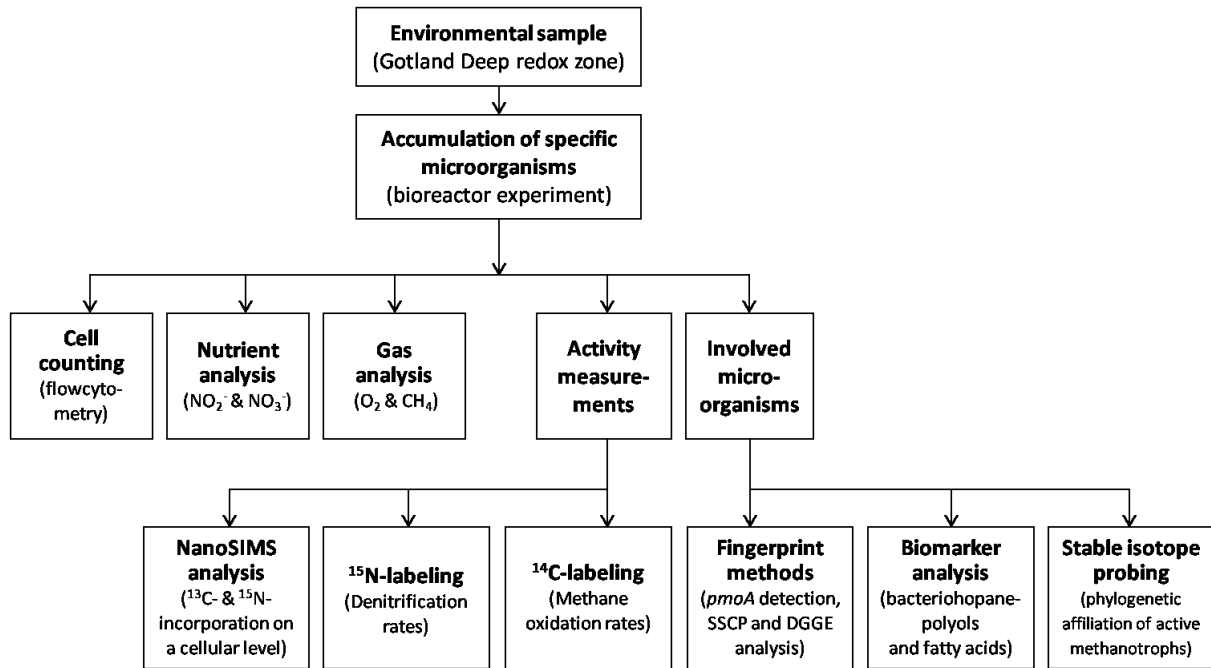 Environmental sample
(Gotland Deep redox zone)
Accumulation of specific
microorganisms
(bioreactor experiment)
Cell
counting
(flowcyto-
metry)
Nutrient
analysis
(NO₂⁻ & NO₃⁻)
Gas
analysis
(O₂ & CH₄)
Activity
measure-
ments
Involved
micro-
organisms
NanoSIMS
analysis
(¹³C- & ¹⁵N-
incorporation on
a cellular level)
¹⁵N-labeling
(Denitrification
rates)
¹⁴C-labeling
(Methane
oxidation rates)
Fingerprint
methods
(pmoA detection,
SSCP and DGGE
analysis)
Biomarker
analysis
(bacteriohopane-
polyols
and fatty acids)
Stable isotope
probing
(phylogenetic
affiliation of active
methanotrophs)